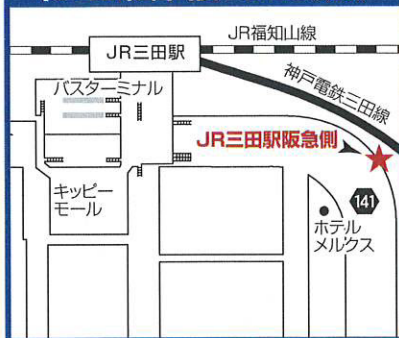 JR福知山線
JR三田駅
神戸電鉄三田線
バスターミナル
JR三田駅阪急側
キッピー
モール
141
ホテル
メルクス